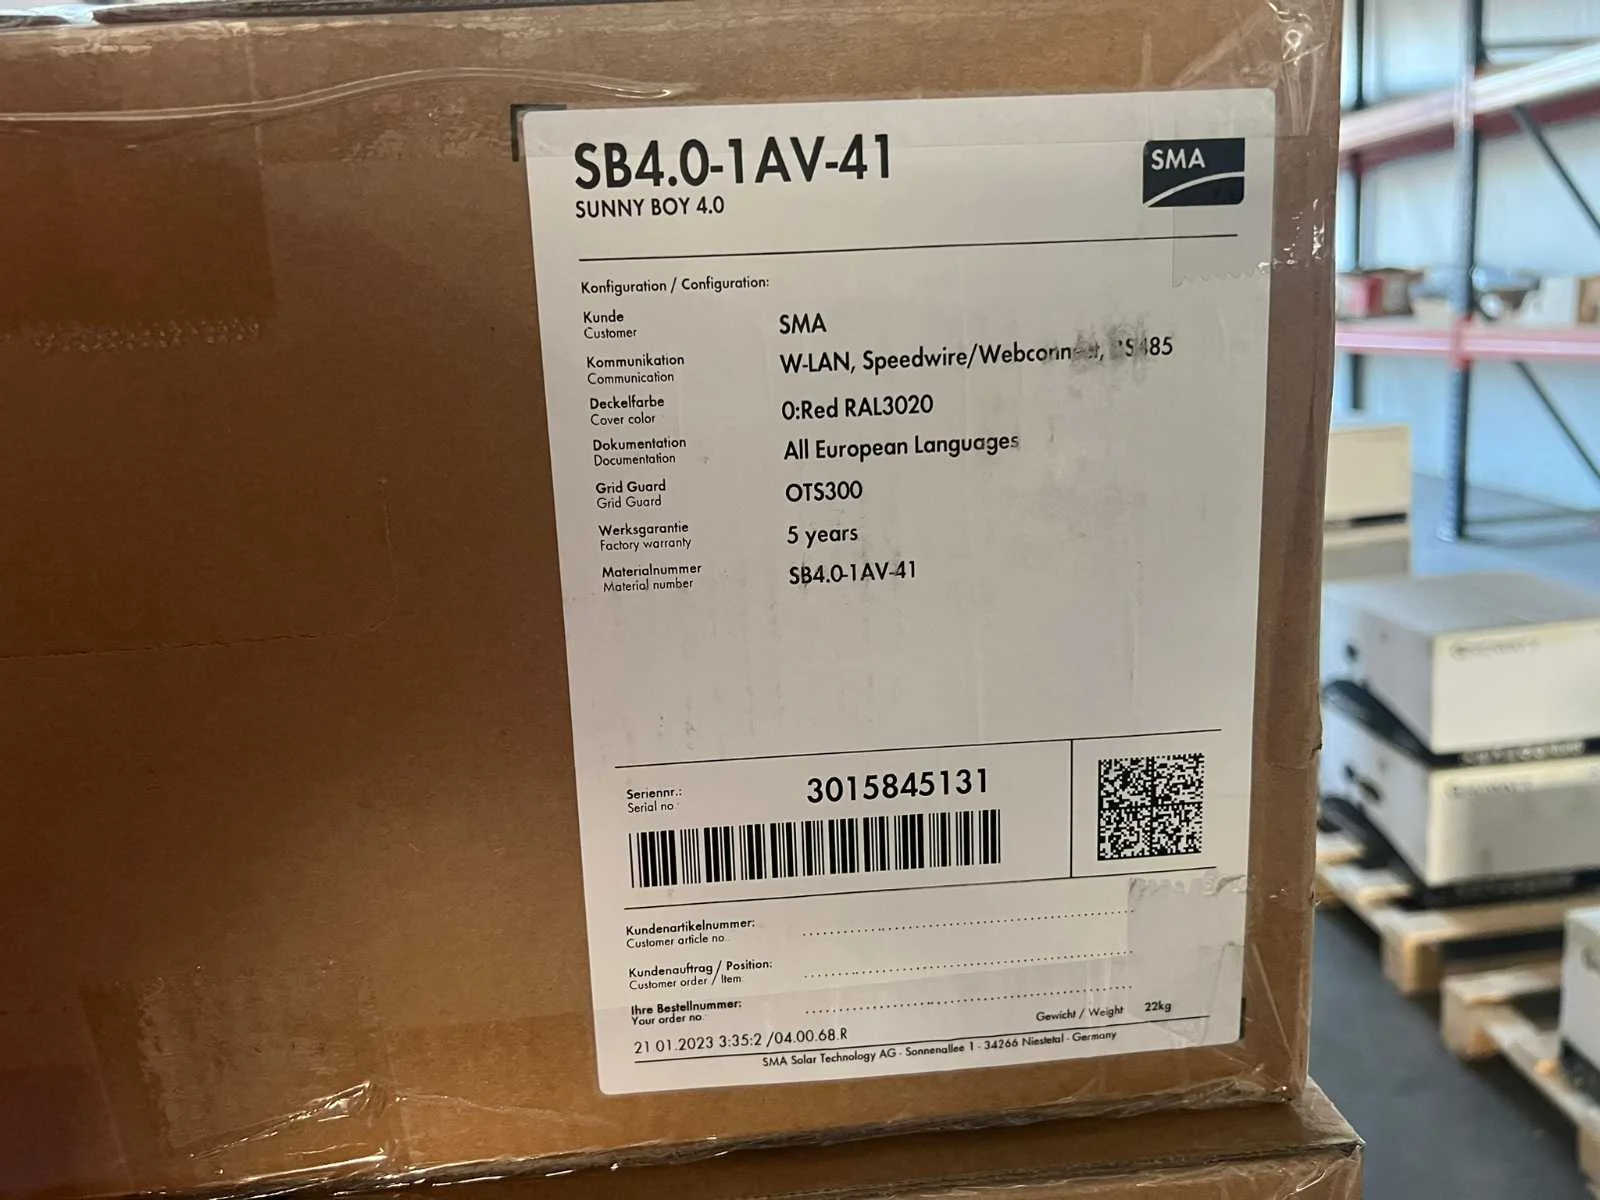 SB4.0-1AV-41
SUNNY BOY 4.0
SMA
Konfiguration / Configuration:
Kunde
Customer
SMA
Kommunikation
Communication
W-LAN, Speedwire/Webconnect, RS485
Deckelfarbe
Cover color
0:Red RAL3020
Dokumentation
Documentation
All European Languages
Grid Guard
Grid Guard
OTS300
Werksgarantie
Factory warranty
5 years
Materialnummer
Material number
SB4.0-1AV-41
Seriennr.:
Serial no
3015845131
Kundenartikelnummer:
Customer article no.
Kundenauftrag / Position:
Customer order / Item
Ihre Bestellnummer:
Your order no.
Gewicht / Weight 22kg
21 01.2023 3:35:2 /04.00.68.R
SMA Solar Technology AG - Sonnenallee 1 - 34266 Niestetal - Germany